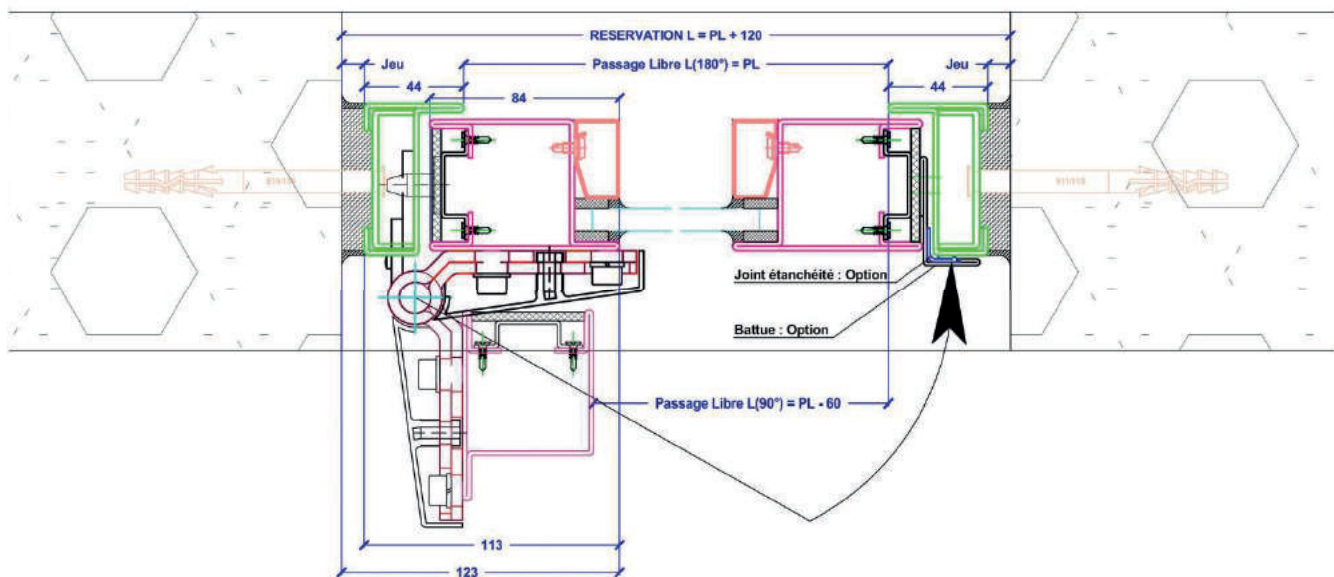 RESERVATION L = PL + 120
Jeu
Passage Libre L(180°) = PL
Jeu
44
44
84
Joint étanchéité : Option
Battue : Option
Passage Libre L(90°) = PL - 60
113
123